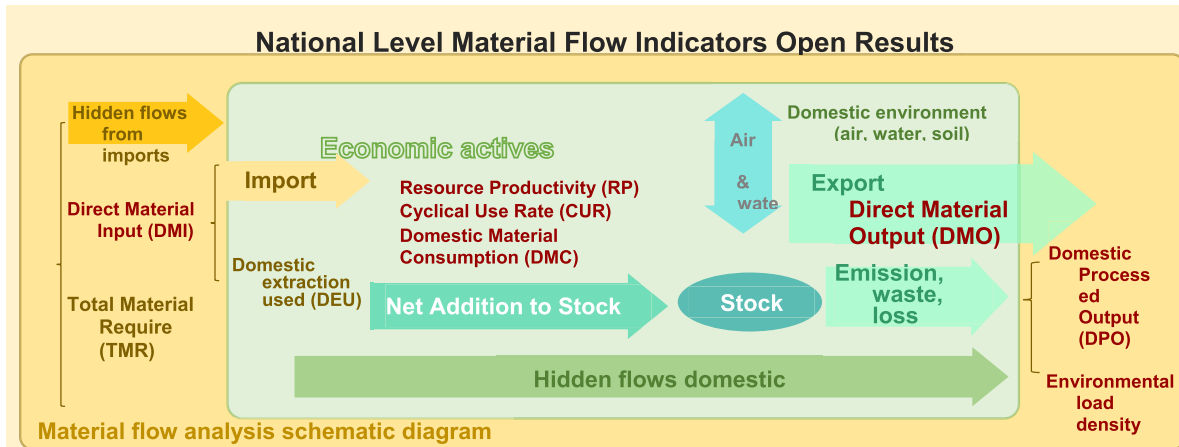 National Level Material Flow Indicators Open Results
Hidden flows
from
imports
Economic actives
Import
Direct Material
Input (DMI)
Domestic
extraction
used (DEU)
Total Material
Require
(TMR)
Resource Productivity (RP)
Cyclical Use Rate (CUR)
Domestic Material
Consumption (DMC)
Net Addition to Stock
Air
&
wate
Domestic environment
(air, water, soil)
Export
Direct Material
Output (DMO)
Stock
Emission,
waste,
loss
Domestic
Process
ed
Output
(DPO)
Hidden flows domestic
Environmental
load
density
Material flow analysis schematic diagram